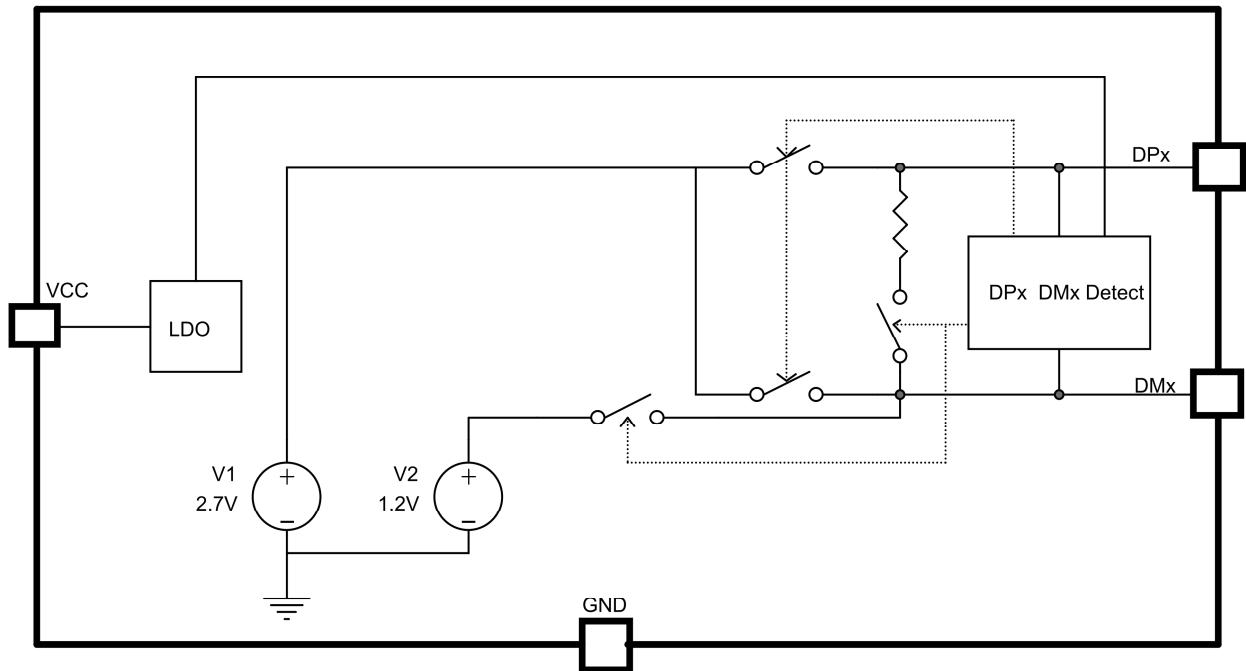 DPx
VCC
DPx DMx Detect
LDO
DMx
V1
2.7V
+
−
V2
1.2V
+
−
GND